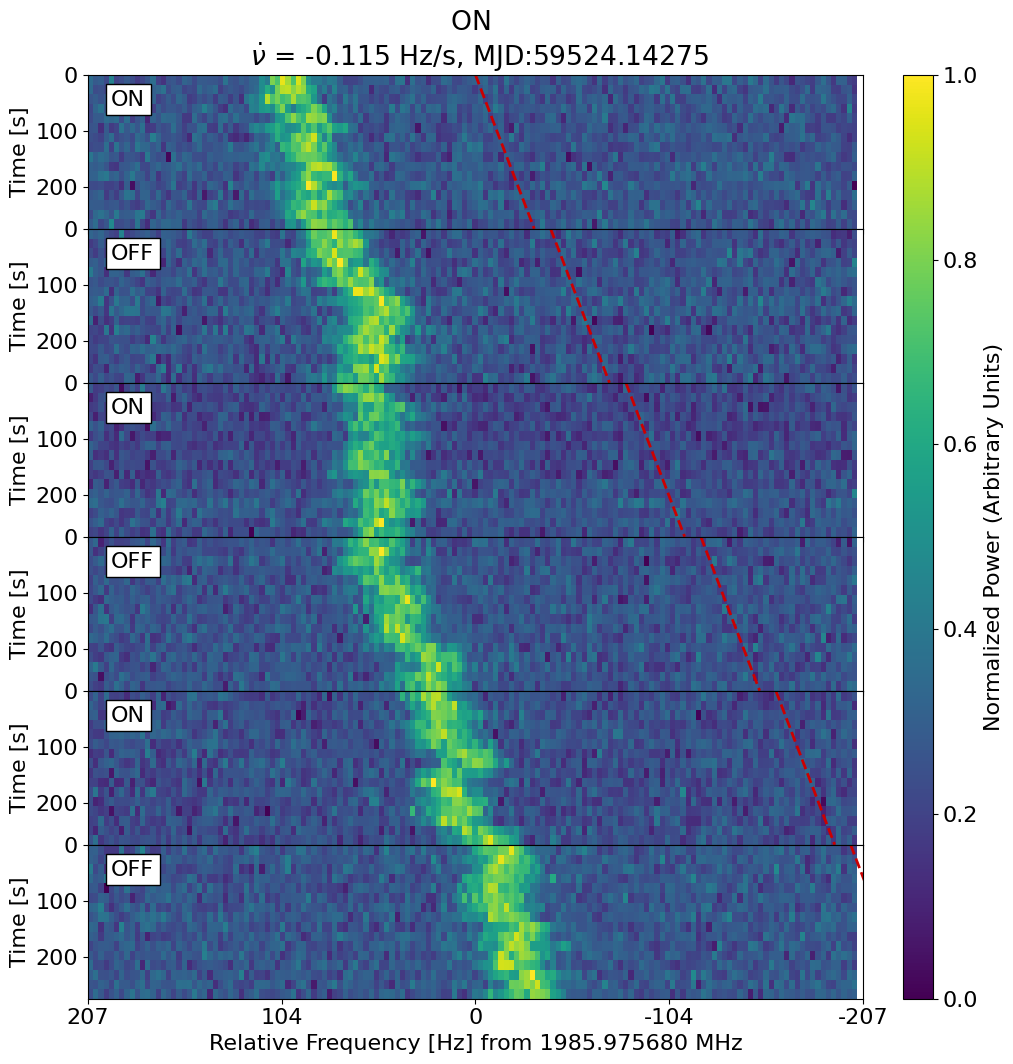 ON
ν̇ = -0.115 Hz/s, MJD:59524.14275
0
ON
100
200
Time [s]
0
OFF
100
200
Time [s]
0
ON
100
200
Time [s]
0
OFF
100
200
Time [s]
0
ON
100
200
Time [s]
0
OFF
100
200
Time [s]
207 104 0 -104 -207
Relative Frequency [Hz] from 1985.975680 MHz
1.0
0.8
0.6
0.4
0.2
0.0
Normalized Power (Arbitrary Units)